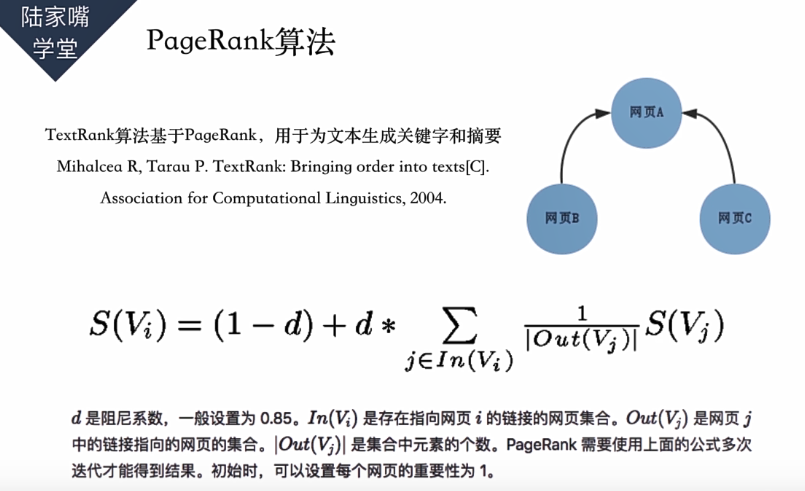 陆家嘴
学堂
PageRank算法
TextRank算法基于PageRank，用于为文本生成关键字和摘要
Mihalcea R, Tarau P. TextRank: Bringing order into texts[C].
Association for Computational Linguistics, 2004.
网页A
网页B
网页C
S(V_i) = (1 − d) + d * ∑_{j∈In(V_i)} \frac{1}{|Out(V_j)|} S(V_j)
d 是阻尼系数，一般设置为 0.85。In(V_i) 是存在指向网页 i 的链接的网页集合。Out(V_j) 是网页 j
中的链接指向的网页的集合。|Out(V_j)| 是集合中元素的个数。PageRank 需要使用上面的公式多次
迭代才能得到结果。初始时，可以设置每个网页的重要性为 1。